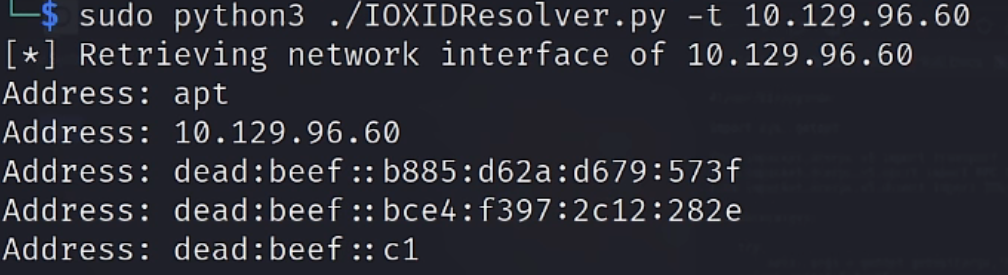 └─$ sudo python3 ./IOXIDResolver.py -t 10.129.96.60
[*] Retrieving network interface of 10.129.96.60
Address: apt
Address: 10.129.96.60
Address: dead:beef::b885:d62a:d679:573f
Address: dead:beef::bce4:f397:2c12:282e
Address: dead:beef::c1